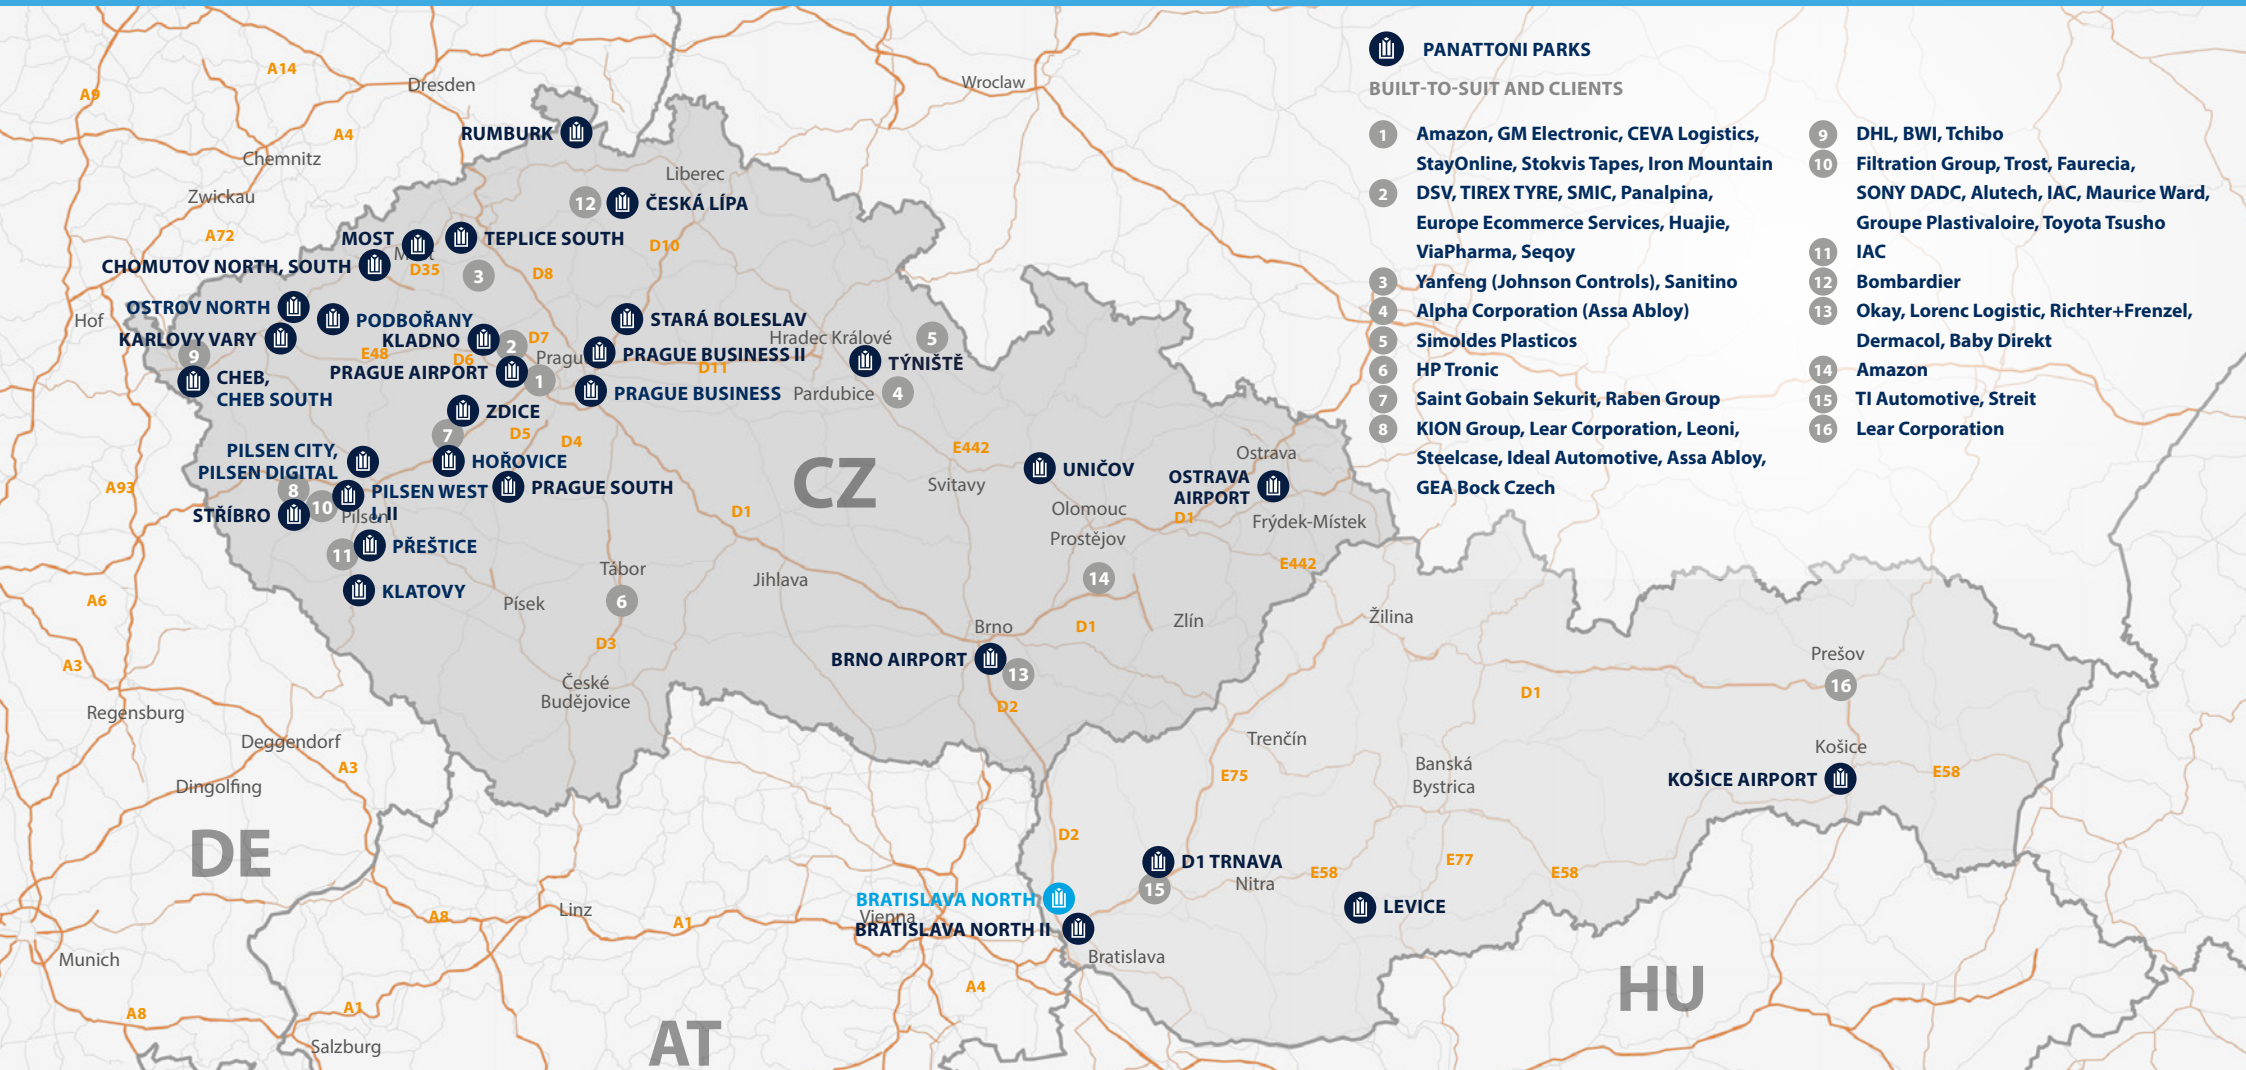 PANATTONI PARKS
BUILT-TO-SUIT AND CLIENTS
1 Amazon, GM Electronic, CEVA Logistics,
StayOnline, Stokvis Tapes, Iron Mountain
2 DSV, TIREX TYRE, SMIC, Panalpina,
Europe Ecommerce Services, Huajie,
ViaPharma, Seqoy
3 Yanfeng (Johnson Controls), Sanitino
4 Alpha Corporation (Assa Abloy)
5 Simoldes Plasticos
6 HP Tronic
7 Saint Gobain Sekurit, Raben Group
8 KION Group, Lear Corporation, Leoni,
Steelcase, Ideal Automotive, Assa Abloy,
GEA Bock Czech
9 DHL, BWI, Tchibo
10 Filtration Group, Trost, Faurecia,
SONY DADC, Alutech, IAC, Maurice Ward,
Groupe Plastivaloire, Toyota Tsusho
11 IAC
12 Bombardier
13 Okay, Lorenc Logistic, Richter+Frenzel,
Dermacol, Baby Direkt
14 Amazon
15 TI Automotive, Streit
16 Lear Corporation
A14
A9
Dresden
Wroclaw
A4
RUMBURK
Chemnitz
Liberec
Zwickau
12
ČESKÁ LÍPA
A72
MOST
TEPLICE SOUTH
D10
CHOMUTOV NORTH, SOUTH
D35
3
D8
OSTROV NORTH
Hof
PODBOŘANY
STARÁ BOLESLAV
KARLOVY VARY
KLADNO
2
D7
Hradec Králové
5
9
E48
D6
Pragu
PRAGUE BUSINESS II
D11
TÝNIŠTĚ
PRAGUE AIRPORT
1
CHEB,
CHEB SOUTH
PRAGUE BUSINESS
Pardubice
4
ZDICE
7
D5
D4
E442
PILSEN CITY,
PILSEN DIGITAL
HOŘOVICE
CZ
UNIČOV
Ostrava
OSTRAVA
AIRPORT
A93
8
PILSEN WEST
I, II
PRAGUE SOUTH
Svitavy
STŘÍBRO
10
Pilsen
D1
Olomouc
D1
Frýdek-Místek
PŘEŠTICE
11
Prostějov
E442
Tábor
Jihlava
14
KLATOVY
A6
Písek
6
Zlín
Žilina
Brno
D1
D3
A3
BRNO AIRPORT
13
Prešov
16
České
Budějovice
D2
D1
Regensburg
Deggendorf
Trenčín
Košice
A3
Banská
Bystrica
E75
KOŠICE AIRPORT
E58
Dingolfing
DE
D2
D1 TRNAVA
15
Nitra
E58
E77
E58
BRATISLAVA NORTH
LEVICE
Linz
A8
A1
Vienna
BRATISLAVA NORTH II
Bratislava
Munich
A4
HU
A8
A1
AT
Salzburg